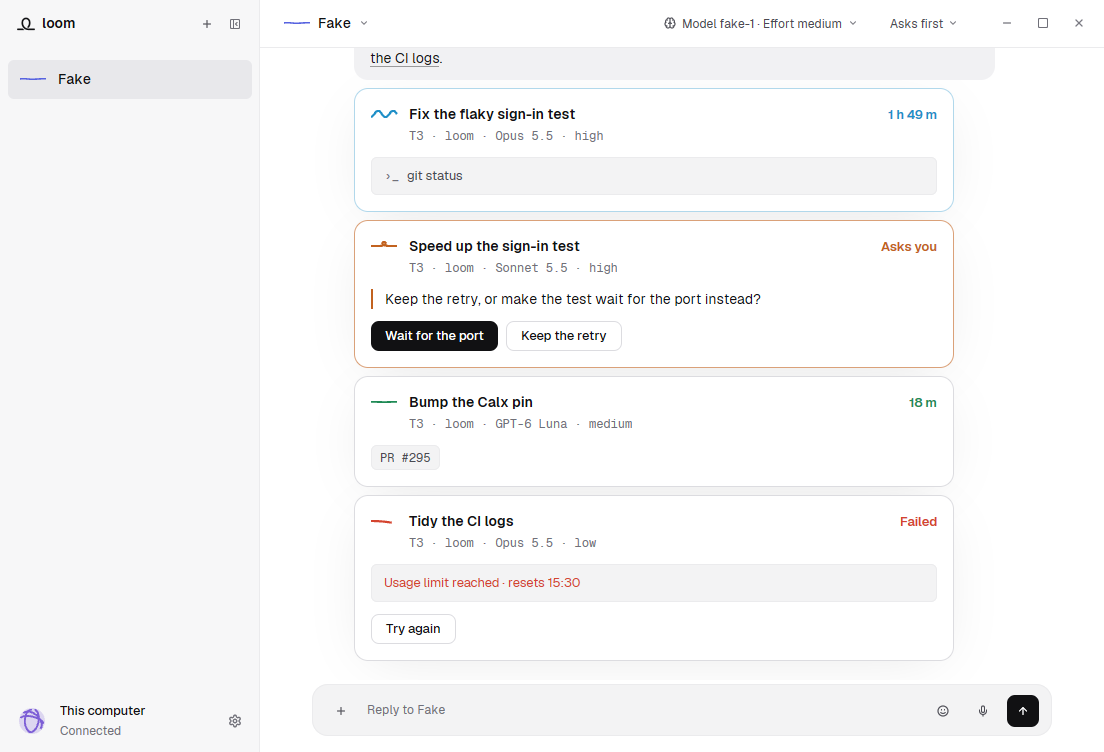 loom
Fake
Model fake-1 · Effort medium
Asks first
Fake
the CI logs.
Fix the flaky sign-in test
1 h 49 m
T3 · loom · Opus 5.5 · high
›_ git status
Speed up the sign-in test
Asks you
T3 · loom · Sonnet 5.5 · high
Keep the retry, or make the test wait for the port instead?
Wait for the port
Keep the retry
Bump the Calx pin
18 m
T3 · loom · GPT-6 Luna · medium
PR #295
Tidy the CI logs
Failed
T3 · loom · Opus 5.5 · low
Usage limit reached · resets 15:30
Try again
This computer
Connected
Reply to Fake